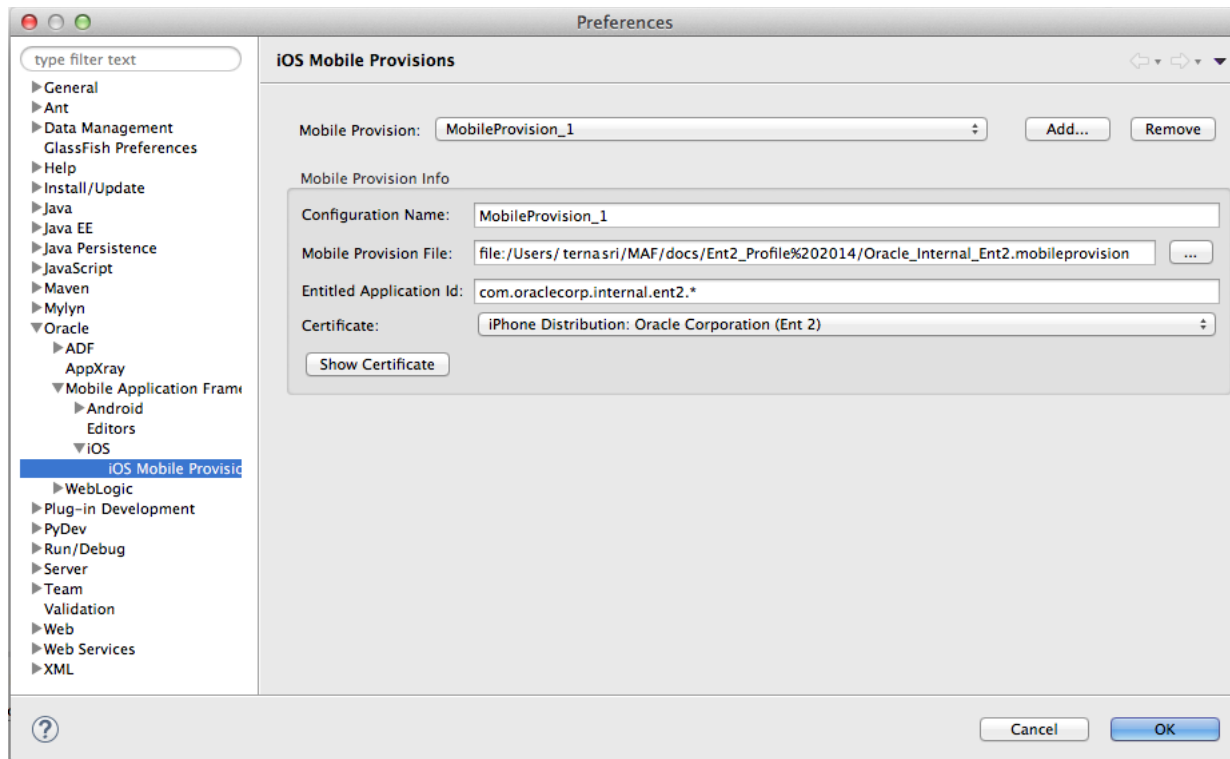 Preferences
type filter text
General
Ant
Data Management
GlassFish Preferences
Help
Install/Update
Java
Java EE
Java Persistence
JavaScript
Maven
Mylyn
Oracle
ADF
AppXray
Mobile Application Frame
Android
Editors
iOS
iOS Mobile Provisic
WebLogic
Plug-in Development
PyDev
Run/Debug
Server
Team
Validation
Web
Web Services
XML
iOS Mobile Provisions
Mobile Provision: MobileProvision_1 Add... Remove
Mobile Provision Info
Configuration Name: MobileProvision_1
Mobile Provision File: file:/Users/ternasri/MAF/docs/Ent2_Profile%202014/Oracle_Internal_Ent2.mobileprovision ...
Entitled Application Id: com.oraclecorp.internal.ent2.*
Certificate: iPhone Distribution: Oracle Corporation (Ent 2)
Show Certificate
? Cancel OK